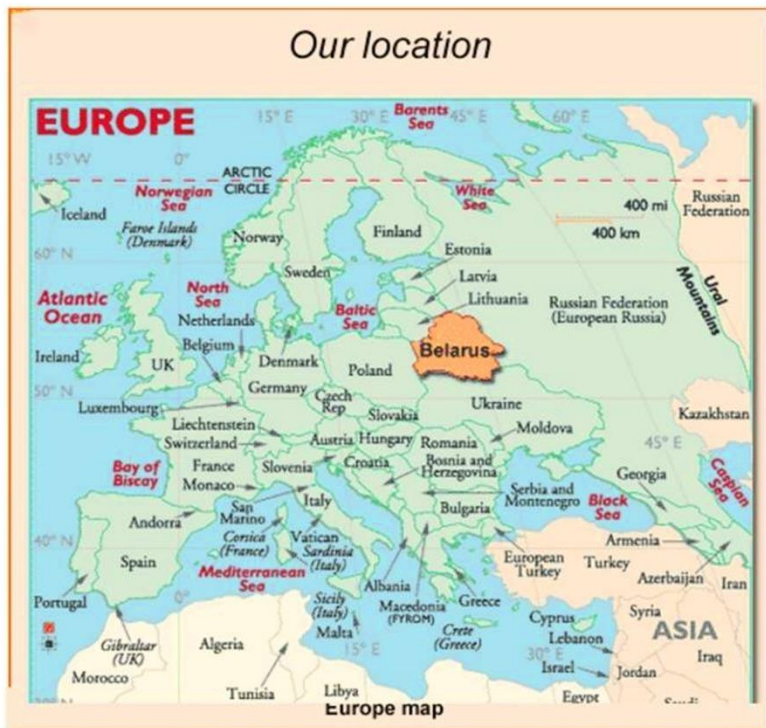 Our location
EUROPE
15° E
30° E
Barents
Sea
45° E
60° E
15° W
0°
ARCTIC
CIRCLE
Norwegian
Sea
White
Sea
Russian
Federation
Iceland
Faroe Islands
(Denmark)
400 mi
400 km
Norway
Finland
60° N
Sweden
Estonia
Latvia
Lithuania
Ural
Mountains
Atlantic
Ocean
North
Sea
Baltic
Sea
Russian Federation
(European Russia)
Netherlands
Belgium
Ireland
UK
Denmark
Poland
Belarus
50° N
Germany
Luxembourg
Czech
Rep
Slovakia
Ukraine
Kazakhstan
Liechtenstein
Moldova
Switzerland
Austria
Hungary
Romania
45° E
Bay of
Biscay
France
Slovenia
Croatia
Bosnia and
Herzegovina
Georgia
Caspian
Sea
Monaco
Italy
Serbia and
Montenegro
Black
Sea
San
Marino
Andorra
Bulgaria
Corsica
(France)
Vatican
40° N
Sardinia
(Italy)
Armenia
Spain
European
Turkey
Turkey
Mediterranean
Sea
Albania
Azerbaijan
Iran
Portugal
0°
Sicily
(Italy)
Macedonia
(FYROM)
Greece
Cyprus
Syria
Gibraltar
(UK)
Algeria
Malta
Crete
(Greece)
Lebanon
ASIA
15° E
30° E
Iraq
Morocco
Israel
Jordan
Tunisia
Libya
Egypt
Europe map